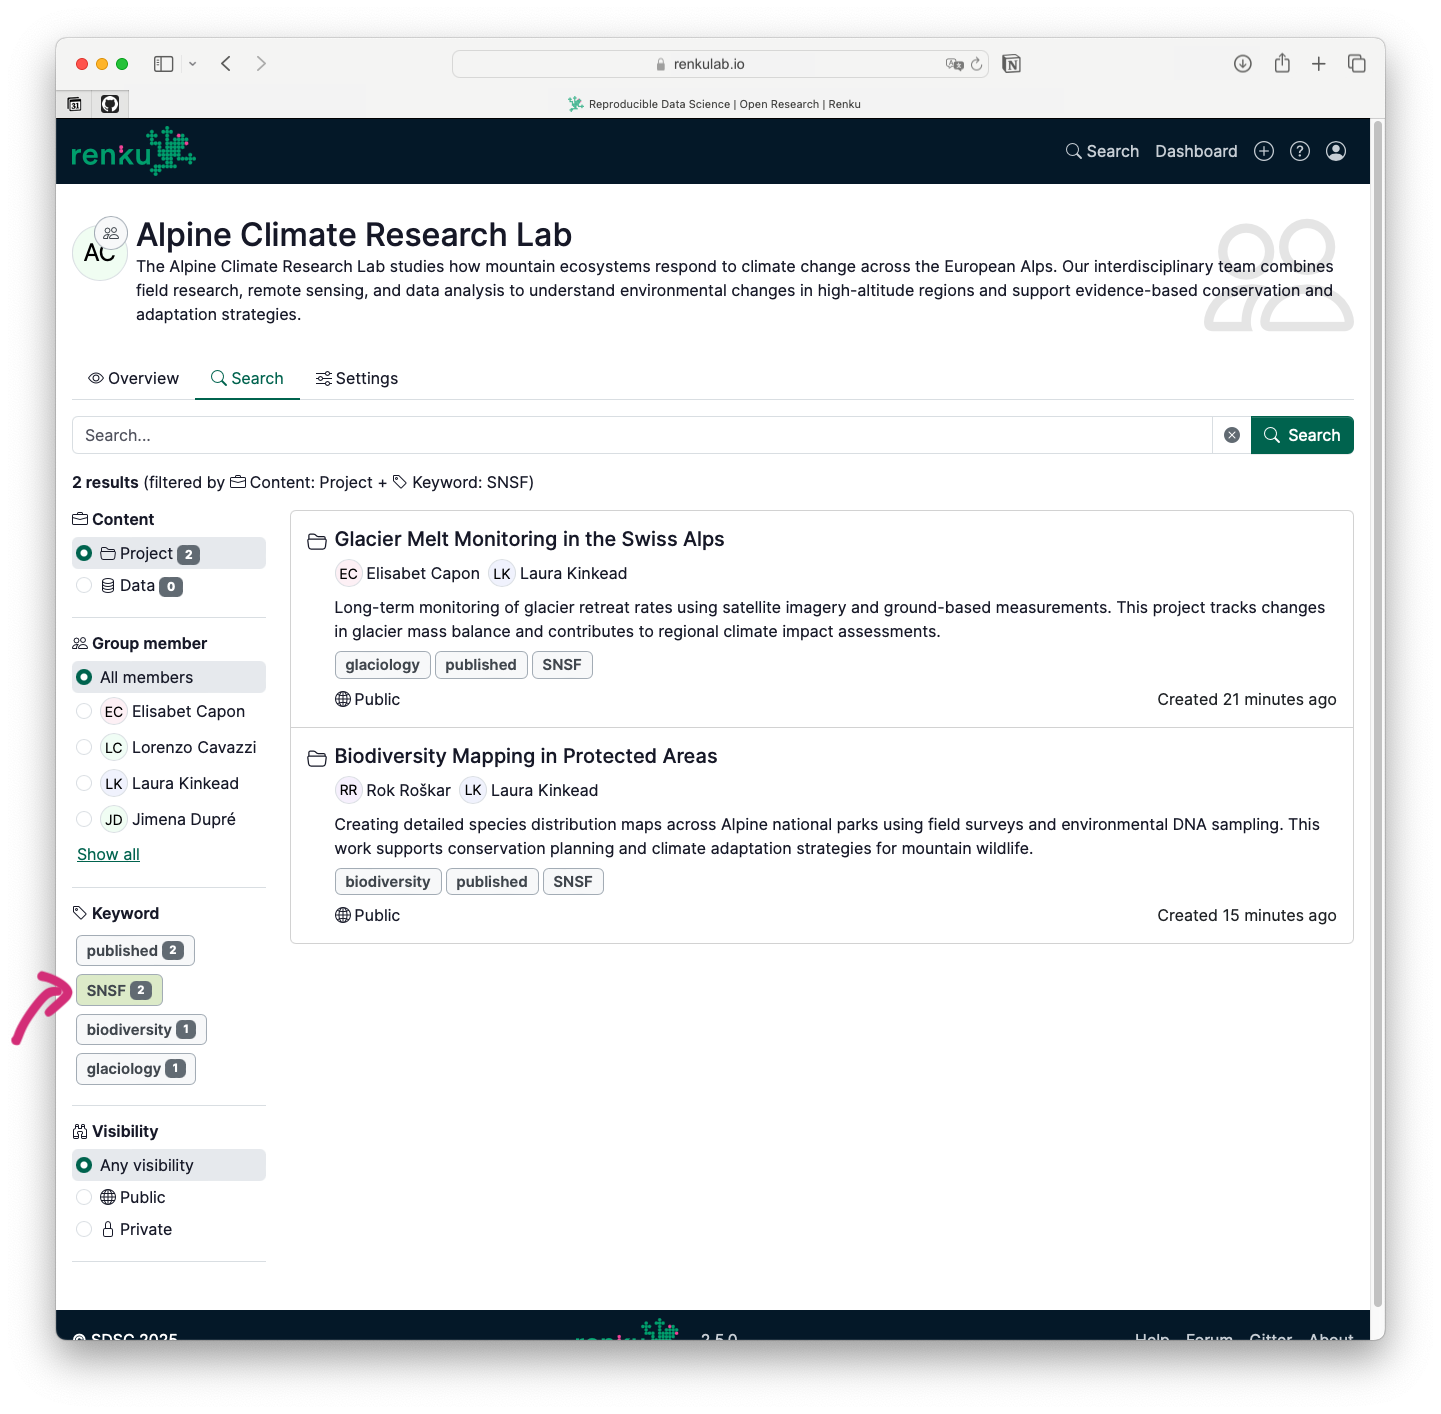 renkulab.io
31
Reproducible Data Science | Open Research | Renku
renku
Search Dashboard
AC
Alpine Climate Research Lab
The Alpine Climate Research Lab studies how mountain ecosystems respond to climate change across the European Alps. Our interdisciplinary team combines
field research, remote sensing, and data analysis to understand environmental changes in high-altitude regions and support evidence-based conservation and
adaptation strategies.
Overview Search Settings
Search... Search
2 results (filtered by Content: Project + Keyword: SNSF)
Content
Project 2
Data 0
Group member
All members
EC Elisabet Capon
LC Lorenzo Cavazzi
LK Laura Kinkead
JD Jimena Dupré
Show all
Keyword
published 2
SNSF 2
biodiversity 1
glaciology 1
Visibility
Any visibility
Public
Private
Glacier Melt Monitoring in the Swiss Alps
EC Elisabet Capon LK Laura Kinkead
Long-term monitoring of glacier retreat rates using satellite imagery and ground-based measurements. This project tracks changes
in glacier mass balance and contributes to regional climate impact assessments.
glaciology published SNSF
Public Created 21 minutes ago
Biodiversity Mapping in Protected Areas
RR Rok Roškar LK Laura Kinkead
Creating detailed species distribution maps across Alpine national parks using field surveys and environmental DNA sampling. This
work supports conservation planning and climate adaptation strategies for mountain wildlife.
biodiversity published SNSF
Public Created 15 minutes ago
© SDSC 2025 renku 2.5.0 Help Forum Gitter About